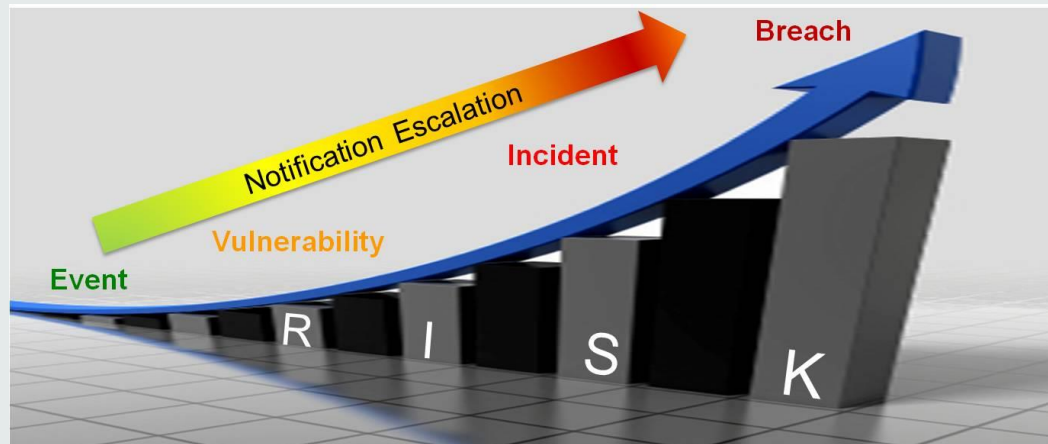 Breach
Notification Escalation
Incident
Vulnerability
Event
R I S K